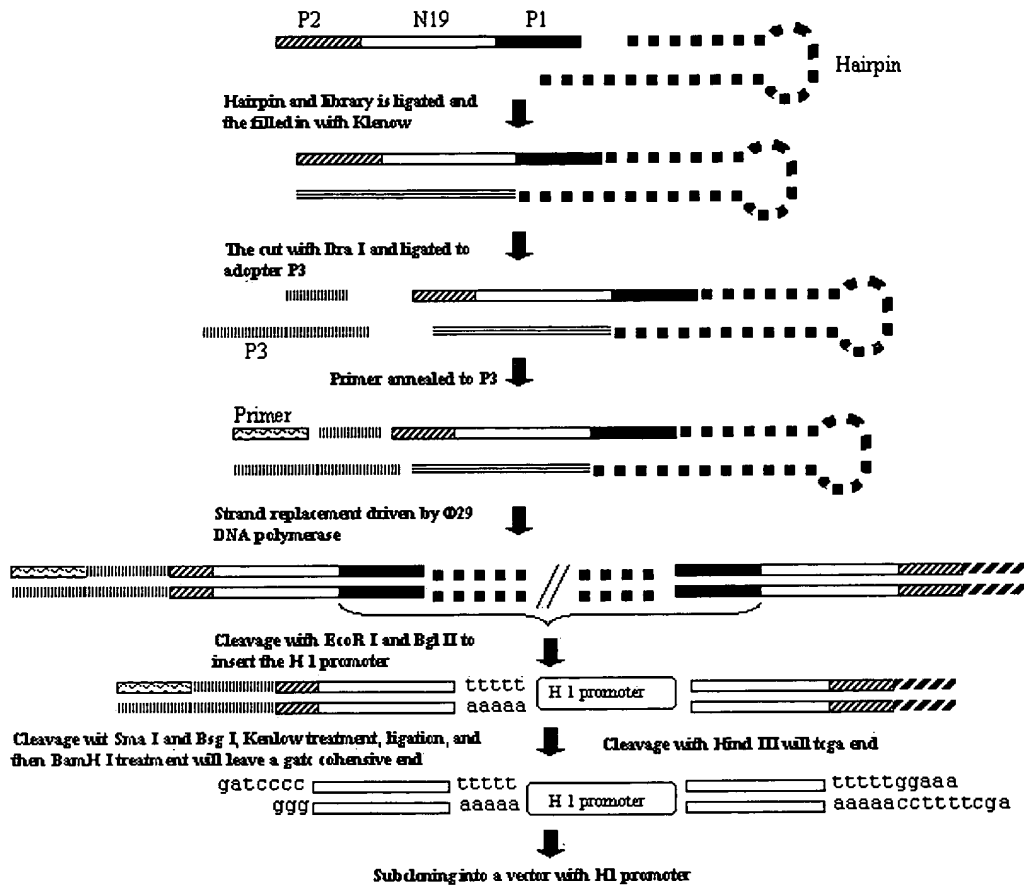 P2 N19 P1
Hairpin
Hairpin and library is ligated and
the filled in with Klenow
The cut with Dra I and ligated to
adopter P3
P3
Primer annealed to P3
Primer
Strand replacement driven by Φ29
DNA polymerase
Cleavage with EcoR I and Bgl II to
insert the H 1 promoter
ttttt
H 1 promoter
aaaaa
Cleavage wit Sma I and Bsg I, Kenlow treatment, ligation, and
then BamH I treatment will leave a gatc cohensive end
Cleavage with Hind III will tcga end
gatcccc ttttt tttttggaaa
H 1 promoter
ggg aaaaa aaaaaccttttcga
Subcloning into a vector with H1 promoter